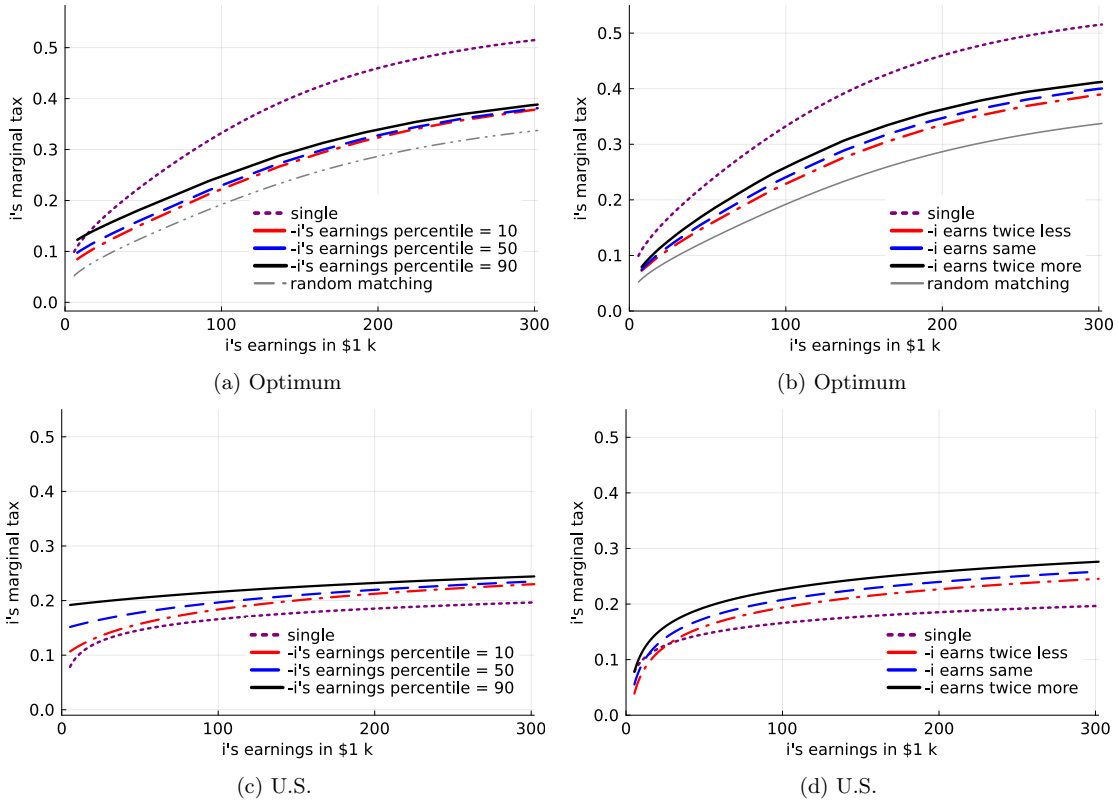 i's marginal tax
0.5
0.4
0.3
0.2
0.1
0.0
single
-i's earnings percentile = 10
-i's earnings percentile = 50
-i's earnings percentile = 90
random matching
0 100 200 300
i's earnings in $1 k
(a) Optimum
i's marginal tax
0.5
0.4
0.3
0.2
0.1
0.0
single
-i earns twice less
-i earns same
-i earns twice more
random matching
0 100 200 300
i's earnings in $1 k
(b) Optimum
i's marginal tax
0.5
0.4
0.3
0.2
0.1
0.0
single
-i's earnings percentile = 10
-i's earnings percentile = 50
-i's earnings percentile = 90
0 100 200 300
i's earnings in $1 k
(c) U.S.
i's marginal tax
0.5
0.4
0.3
0.2
0.1
0.0
single
-i earns twice less
-i earns same
-i earns twice more
0 100 200 300
i's earnings in $1 k
(d) U.S.